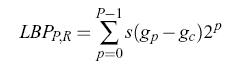 $LBP_{P,R} = \sum_{p=0}^{P-1} s(g_p - g_c)2^p$